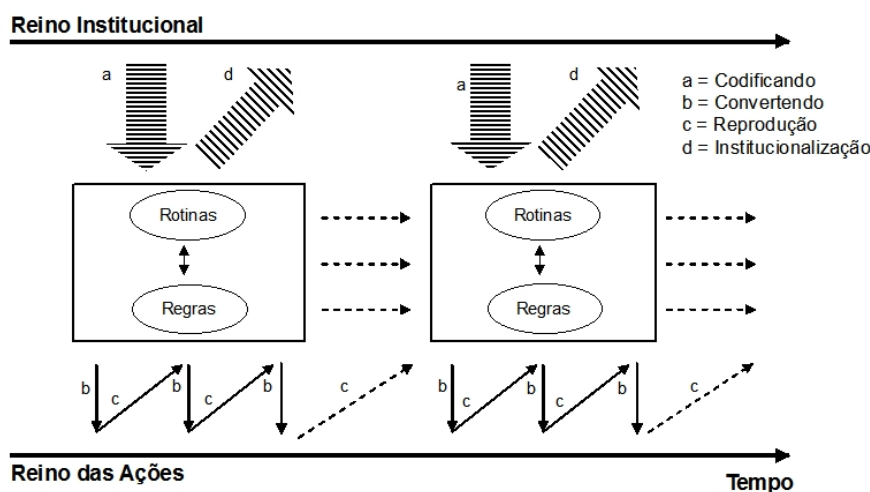 Reino Institucional
a
d
a
d
a = Codificando
b = Convertendo
c = Reprodução
d = Institucionalização
Rotinas
Rotinas
Regras
Regras
b
c
b
c
b
c
b
c
b
c
b
c
Reino das Ações
Tempo